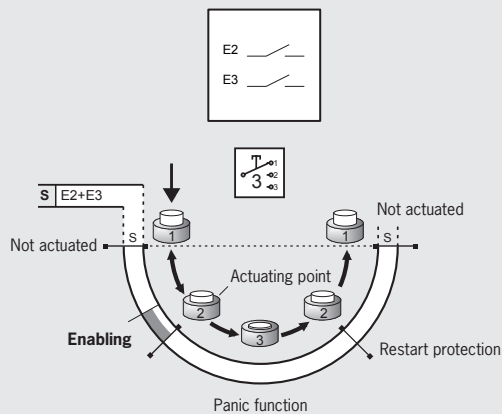 E2
E3
1
2
3
3
S E2+E3
S
1
Not actuated
1
Not actuated
S
Actuating point
2
2
3
Enabling
Restart protection
Panic function